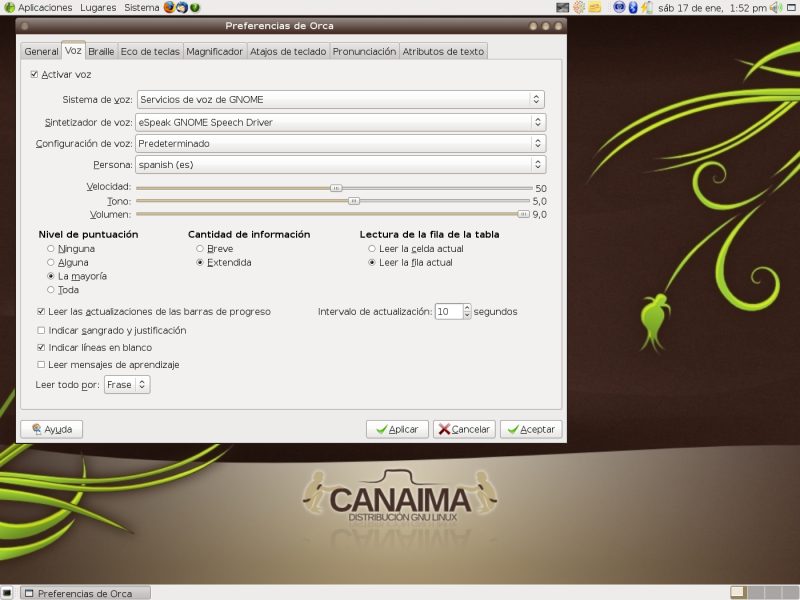 Aplicaciones Lugares Sistema sáb 17 de ene, 1:52 pm
Preferencias de Orca
General Voz Braille Eco de teclas Magnificador Atajos de teclado Pronunciación Atributos de texto
Activar voz
Sistema de voz: Servicios de voz de GNOME
Sintetizador de voz: eSpeak GNOME Speech Driver
Configuración de voz: Predeterminado
Persona: spanish (es)
Velocidad: 50
Tono: 5,0
Volumen: 9,0
Nivel de puntuación Cantidad de información Lectura de la fila de la tabla
Ninguna Breve Leer la celda actual
Alguna Extendida Leer la fila actual
La mayoría
Toda
Leer las actualizaciones de las barras de progreso Intervalo de actualización: 10 segundos
Indicar sangrado y justificación
Indicar líneas en blanco
Leer mensajes de aprendizaje
Leer todo por: Frase
Ayuda Aplicar Cancelar Aceptar
CANAIMA
DISTRIBUCIÓN GNU LINUX
Preferencias de Orca